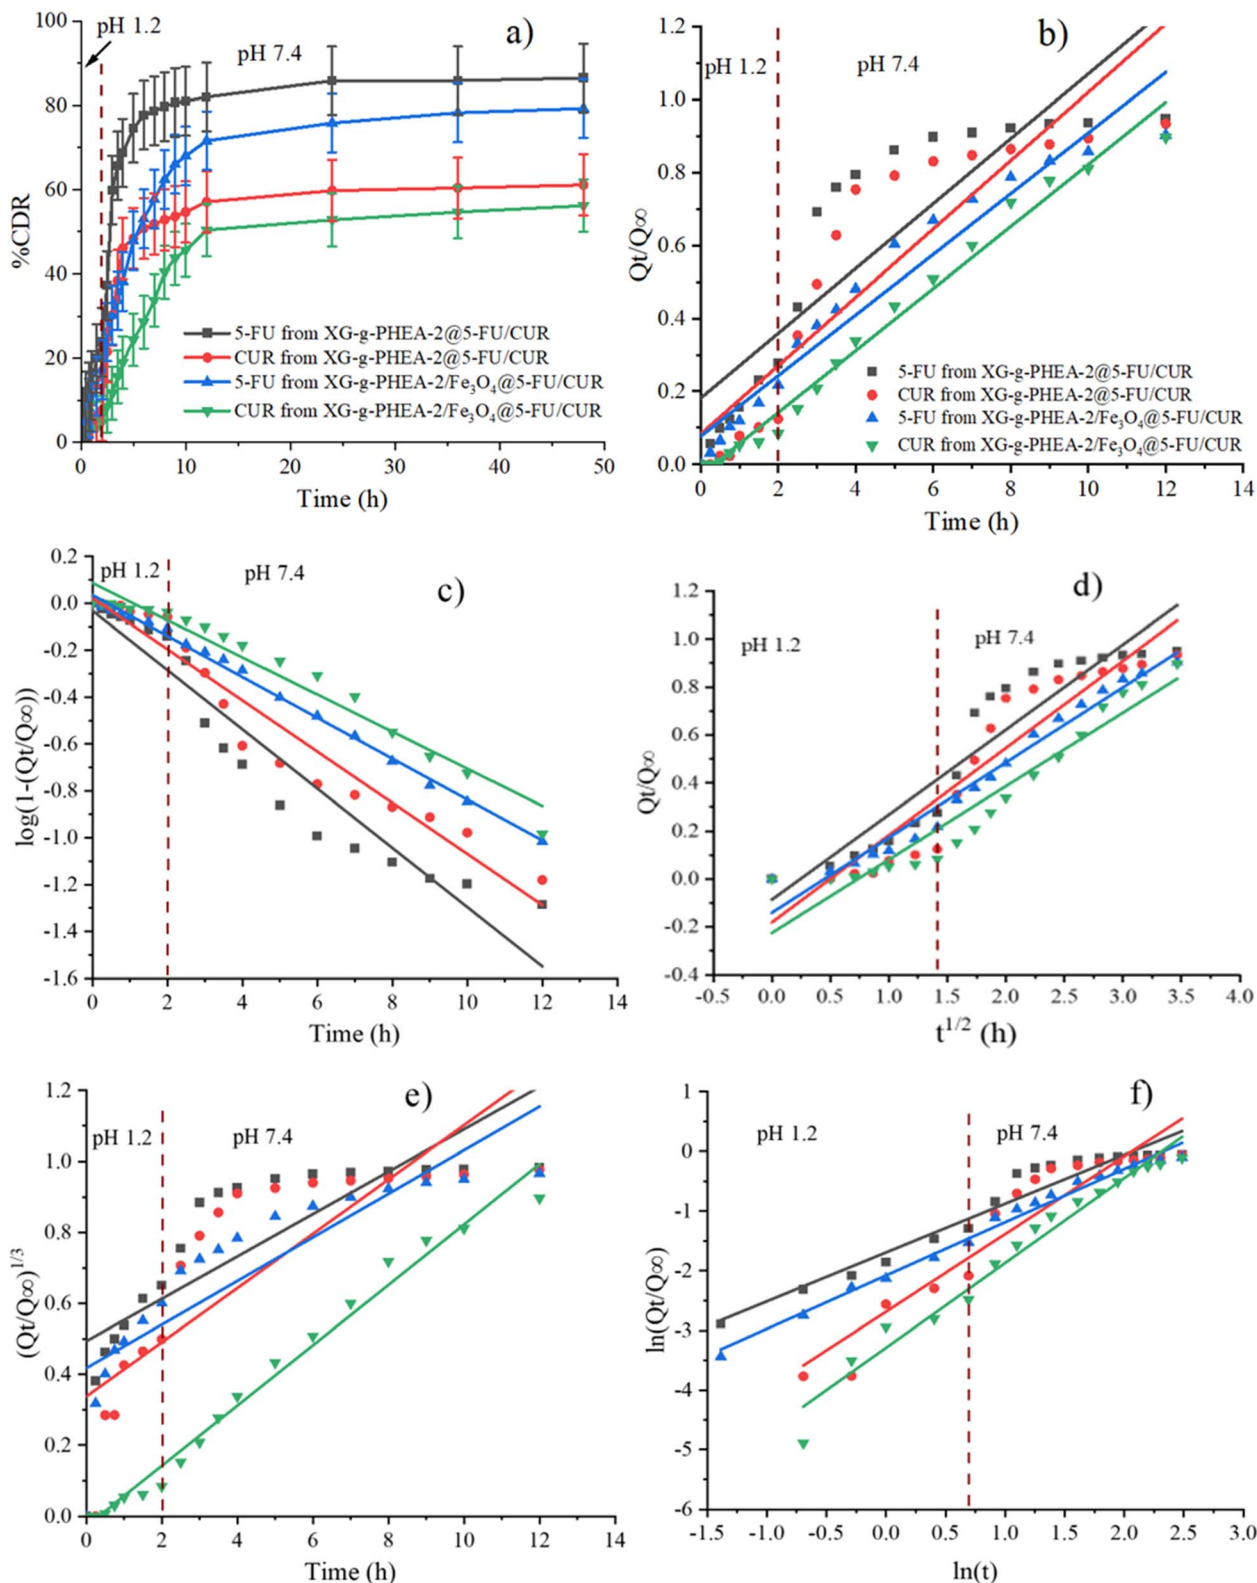 a)
pH 1.2
pH 7.4
100
80
60
40
20
0
%CDR
5-FU from XG-g-PHEA-2@5-FU/CUR
CUR from XG-g-PHEA-2@5-FU/CUR
5-FU from XG-g-PHEA-2/Fe₃O₄@5-FU/CUR
CUR from XG-g-PHEA-2/Fe₃O₄@5-FU/CUR
0 10 20 30 40 50
Time (h)
b)
pH 1.2
pH 7.4
1.2
1.0
0.8
0.6
0.4
0.2
0.0
Qt/Q∞
5-FU from XG-g-PHEA-2@5-FU/CUR
CUR from XG-g-PHEA-2@5-FU/CUR
5-FU from XG-g-PHEA-2/Fe₃O₄@5-FU/CUR
CUR from XG-g-PHEA-2/Fe₃O₄@5-FU/CUR
0 2 4 6 8 10 12 14
Time (h)
c)
pH 1.2
pH 7.4
0.2
0.0
-0.2
-0.4
-0.6
-0.8
-1.0
-1.2
-1.4
-1.6
log(1-(Qt/Q∞))
0 2 4 6 8 10 12 14
Time (h)
d)
pH 1.2
pH 7.4
1.2
1.0
0.8
0.6
0.4
0.2
0.0
-0.2
-0.4
Qt/Q∞
-0.5 0.0 0.5 1.0 1.5 2.0 2.5 3.0 3.5 4.0
t¹/² (h)
e)
pH 1.2
pH 7.4
1.2
1.0
0.8
0.6
0.4
0.2
0.0
(Qt/Q∞)¹/³
0 2 4 6 8 10 12 14
Time (h)
f)
pH 1.2
pH 7.4
1
0
-1
-2
-3
-4
-5
-6
ln(Qt/Q∞)
-1.5 -1.0 -0.5 0.0 0.5 1.0 1.5 2.0 2.5 3.0
ln(t)